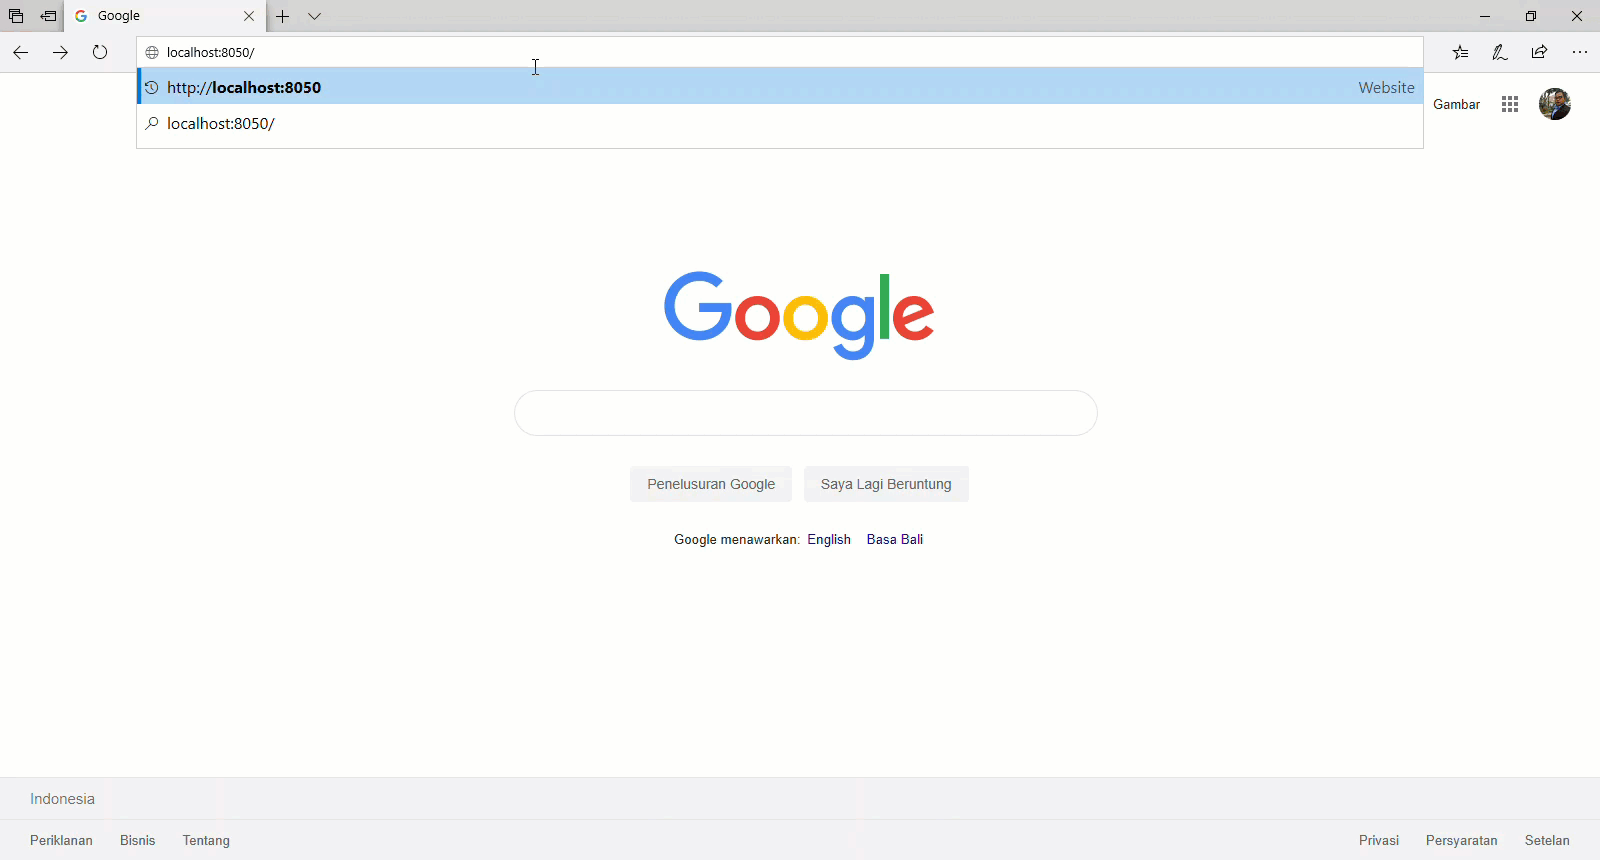 Google
localhost:8050/
http://localhost:8050 Website
localhost:8050/
Gambar
Google
Penelusuran Google Saya Lagi Beruntung
Google menawarkan: English Basa Bali
Indonesia
Periklanan Bisnis Tentang Privasi Persyaratan Setelan